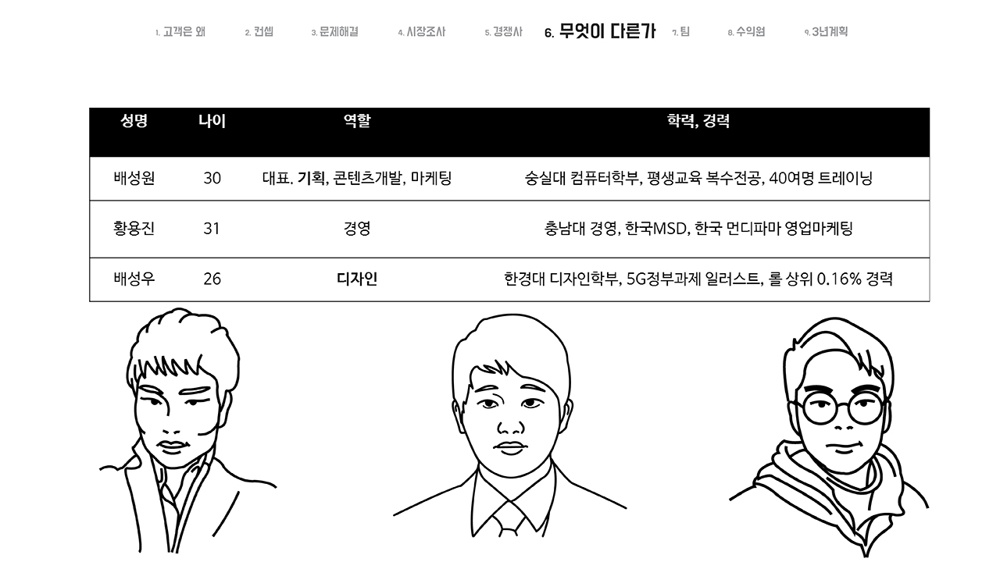 1. 고객은 왜 2. 컨셉 3. 문제해결 4. 시장조사 5. 경쟁사 6. 무엇이 다른가 7. 팀 8. 수익원 9. 3년계획
성명 나이 역할 학력, 경력
배성원 30 대표. 기획, 콘텐츠개발, 마케팅 숭실대 컴퓨터학부, 평생교육 복수전공, 40여명 트레이닝
황용진 31 경영 충남대 경영, 한국MSD, 한국 먼디파마 영업마케팅
배성우 26 디자인 한경대 디자인학부, 5G정부과제 일러스트, 롤 상위 0.16% 경력